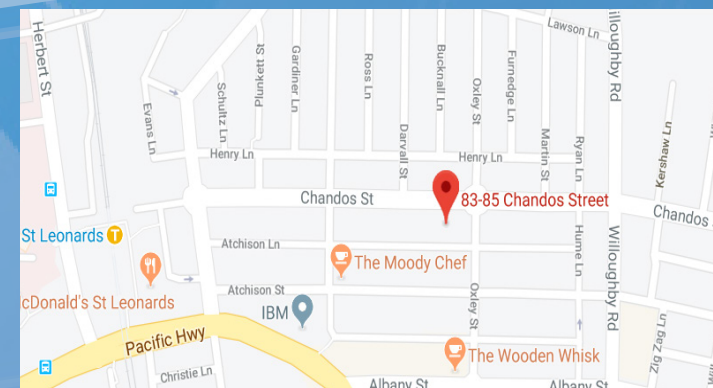 Lawson Ln
Herbert St
Plunkett St
Gardiner Ln
Ross Ln
Bucknall Ln
Furnedge Ln
illoughby Rd
Evans Ln
Schultz Ln
Darvall St
Oxley St
Martin St
Ryan Ln
Kershaw Ln
Henry Ln
Henry Ln
Chandos St
83-85 Chandos Street
Chandos
St Leonards T
Atchison Ln
The Moody Chef
Hume Ln
Willoughby Rd
cDonald's St Leonards
Atchison St
IBM
Oxley St
Pacific Hwy
The Wooden Whisk
Zig Zag Ln
Christie Ln
Albany St
Albany St